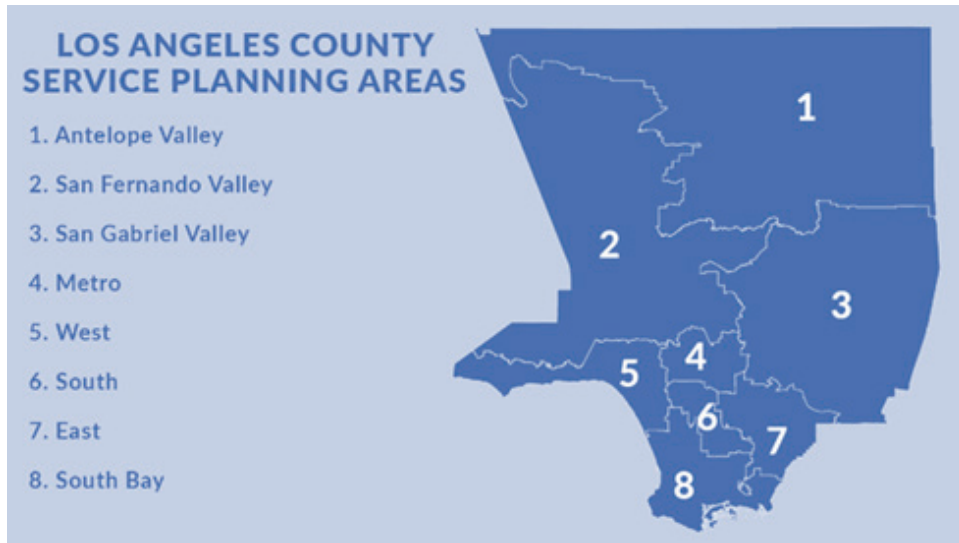 LOS ANGELES COUNTY
SERVICE PLANNING AREAS
1. Antelope Valley
2. San Fernando Valley
3. San Gabriel Valley
4. Metro
5. West
6. South
7. East
8. South Bay
1
2
3
4
5
6
7
8